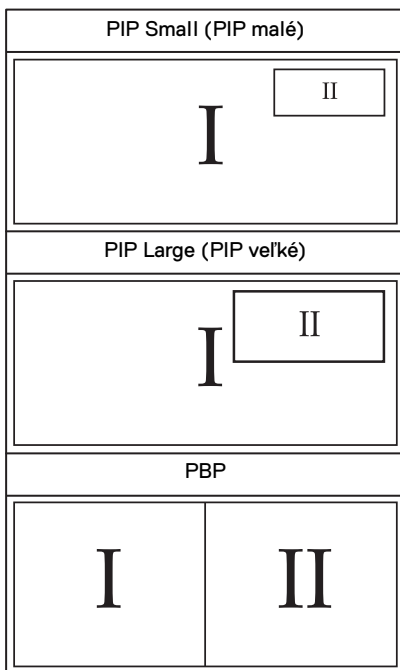 PIP Small (PIP malé)
II
I
PIP Large (PIP veľké)
II
I
PBP
I II